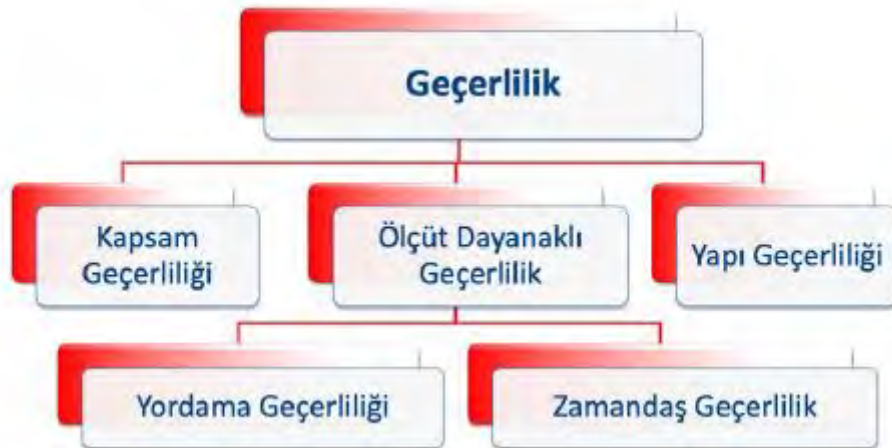 Geçerlilik
Kapsam
Geçerliliği
Ölçüt Dayanaklı
Geçerlilik
Yapı Geçerliliği
Yordama Geçerliliği
Zamandaş Geçerlilik